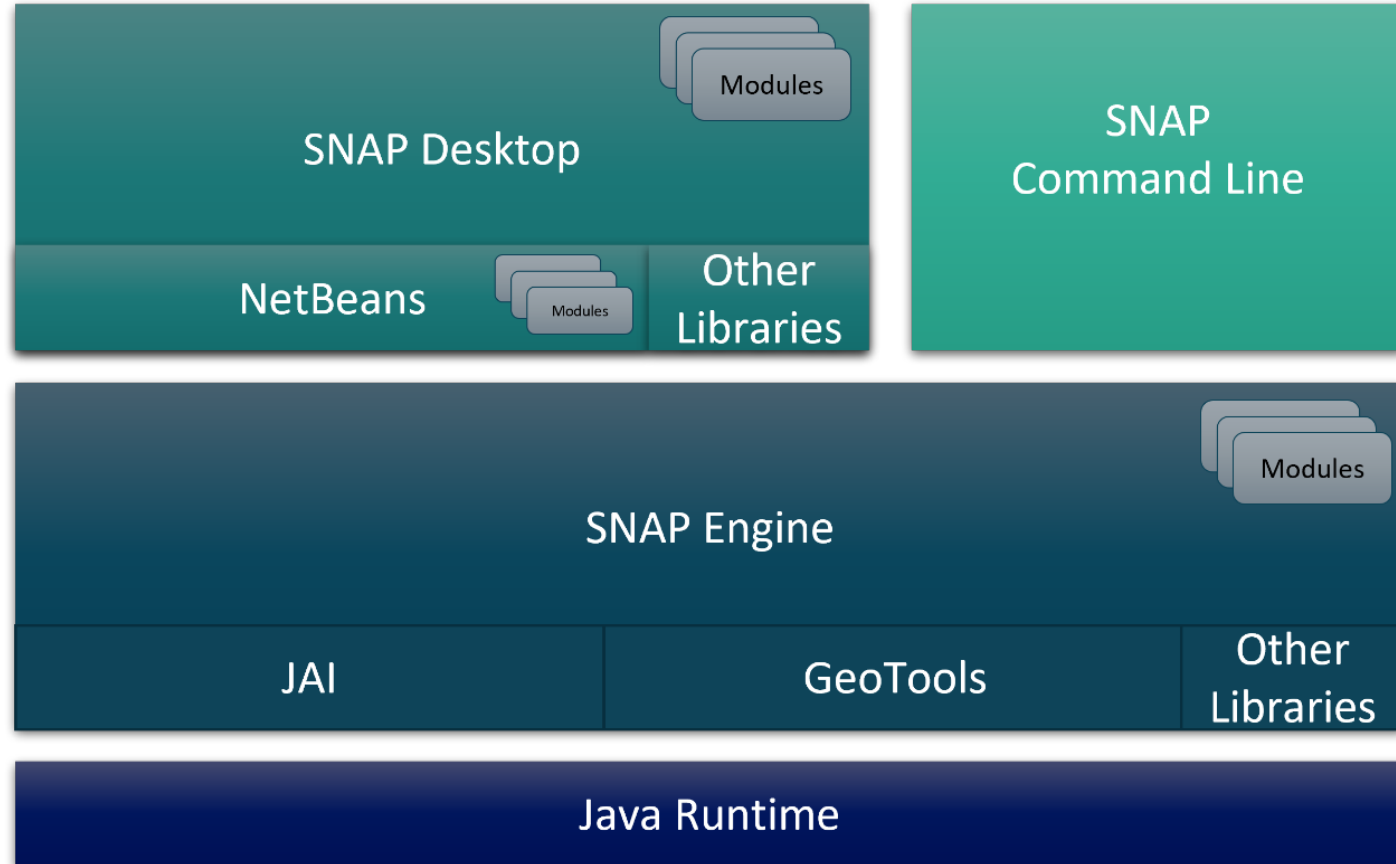 Modules
SNAP Desktop
SNAP
Command Line
NetBeans
Modules
Other
Libraries
Modules
SNAP Engine
JAI
GeoTools
Other
Libraries
Java Runtime